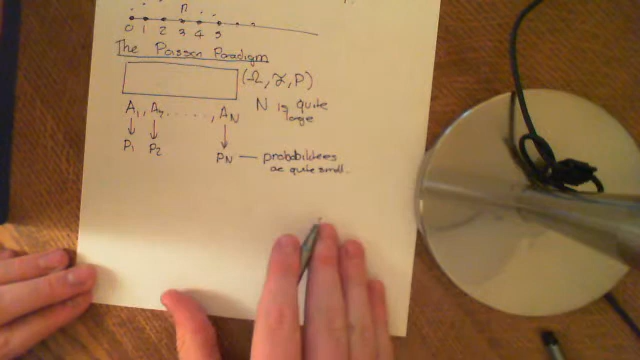 n
0 1 2 3 4 5
The Poisson Paradigm
(Ω, F, P)
A1, A2, ......, AN
N is quite
large
P1 P2 PN — probabilities
are quite small.